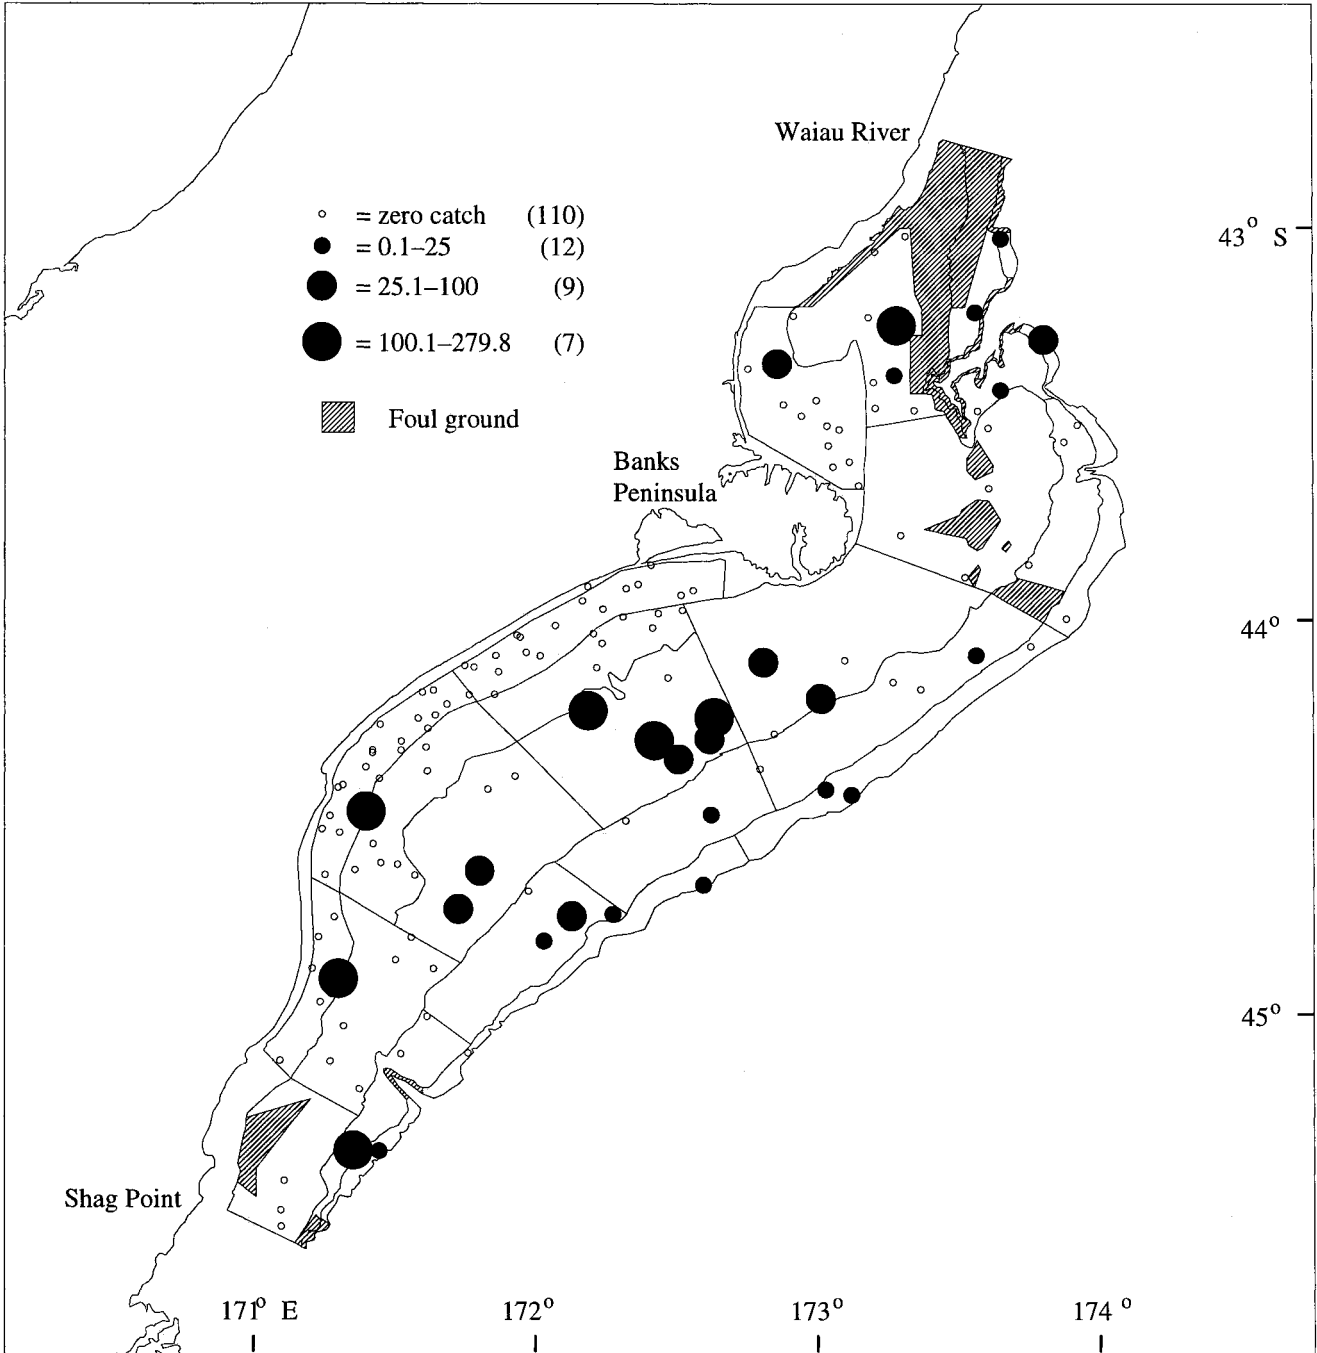 Waiau River
= zero catch (110)
= 0.1–25 (12)
= 25.1–100 (9)
= 100.1–279.8 (7)
Foul ground
43° S
Banks
Peninsula
44°
45°
Shag Point
171° E 172° 173° 174°